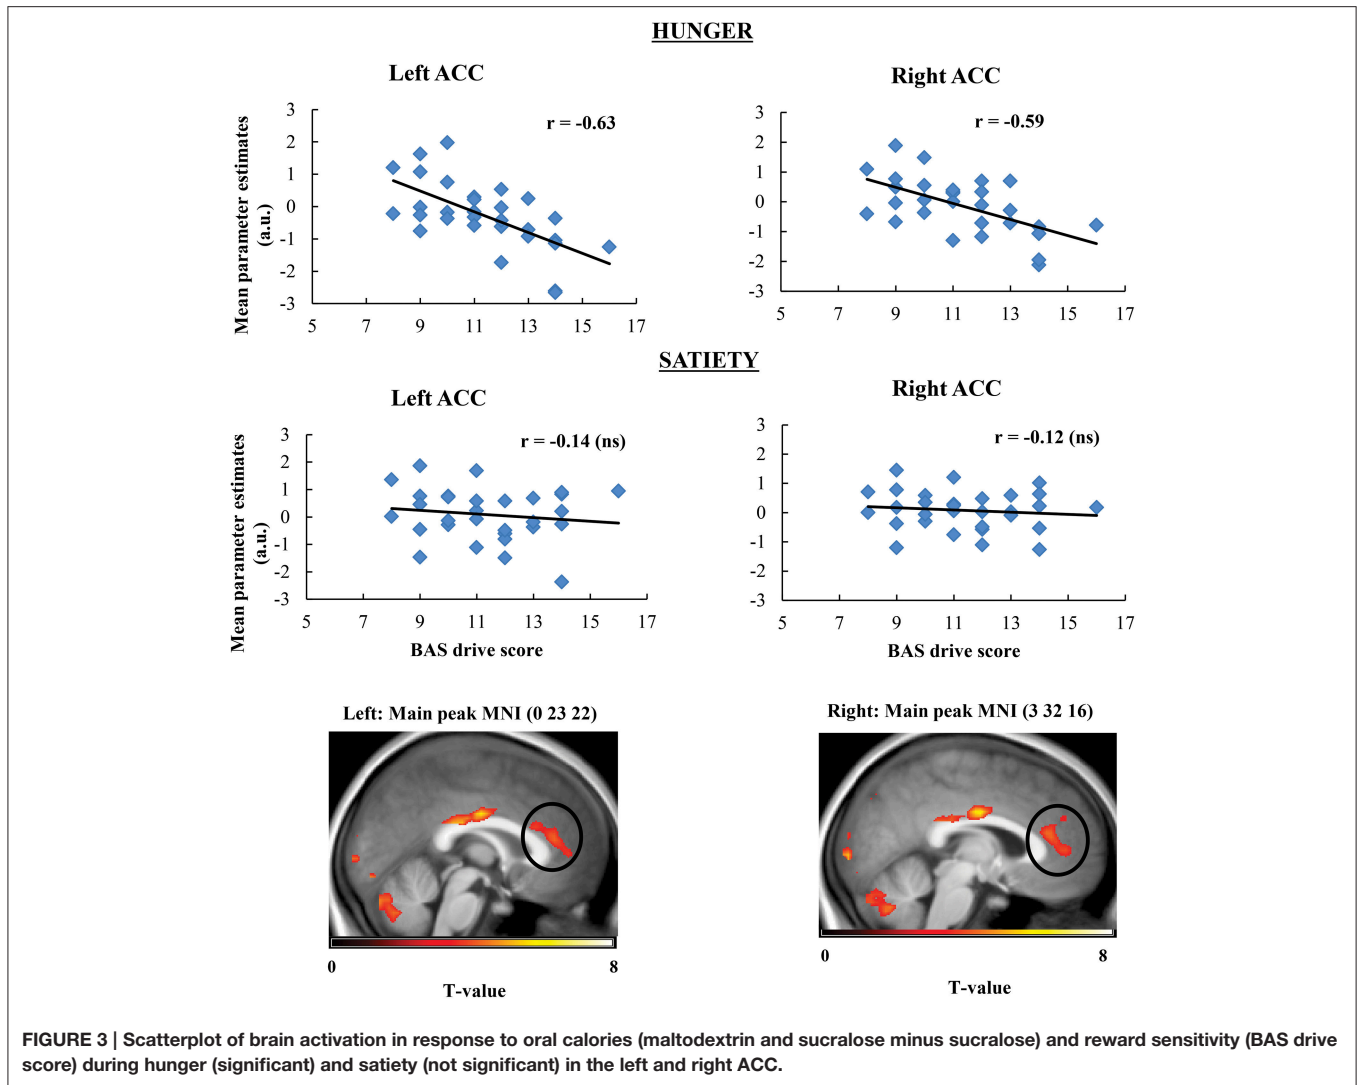 HUNGER
Left ACC
Right ACC
Mean parameter estimates
(a.u.)
3
2
1
0
-1
-2
-3
5 7 9 11 13 15 17
r = -0.63
3
2
1
0
-1
-2
-3
5 7 9 11 13 15 17
r = -0.59
SATIETY
Left ACC
Right ACC
Mean parameter estimates
(a.u.)
3
2
1
0
-1
-2
-3
5 7 9 11 13 15 17
r = -0.14 (ns)
BAS drive score
3
2
1
0
-1
-2
-3
5 7 9 11 13 15 17
r = -0.12 (ns)
BAS drive score
Left: Main peak MNI (0 23 22)
0 8
T-value
Right: Main peak MNI (3 32 16)
0 8
T-value
FIGURE 3 | Scatterplot of brain activation in response to oral calories (maltodextrin and sucralose minus sucralose) and reward sensitivity (BAS drive
score) during hunger (significant) and satiety (not significant) in the left and right ACC.